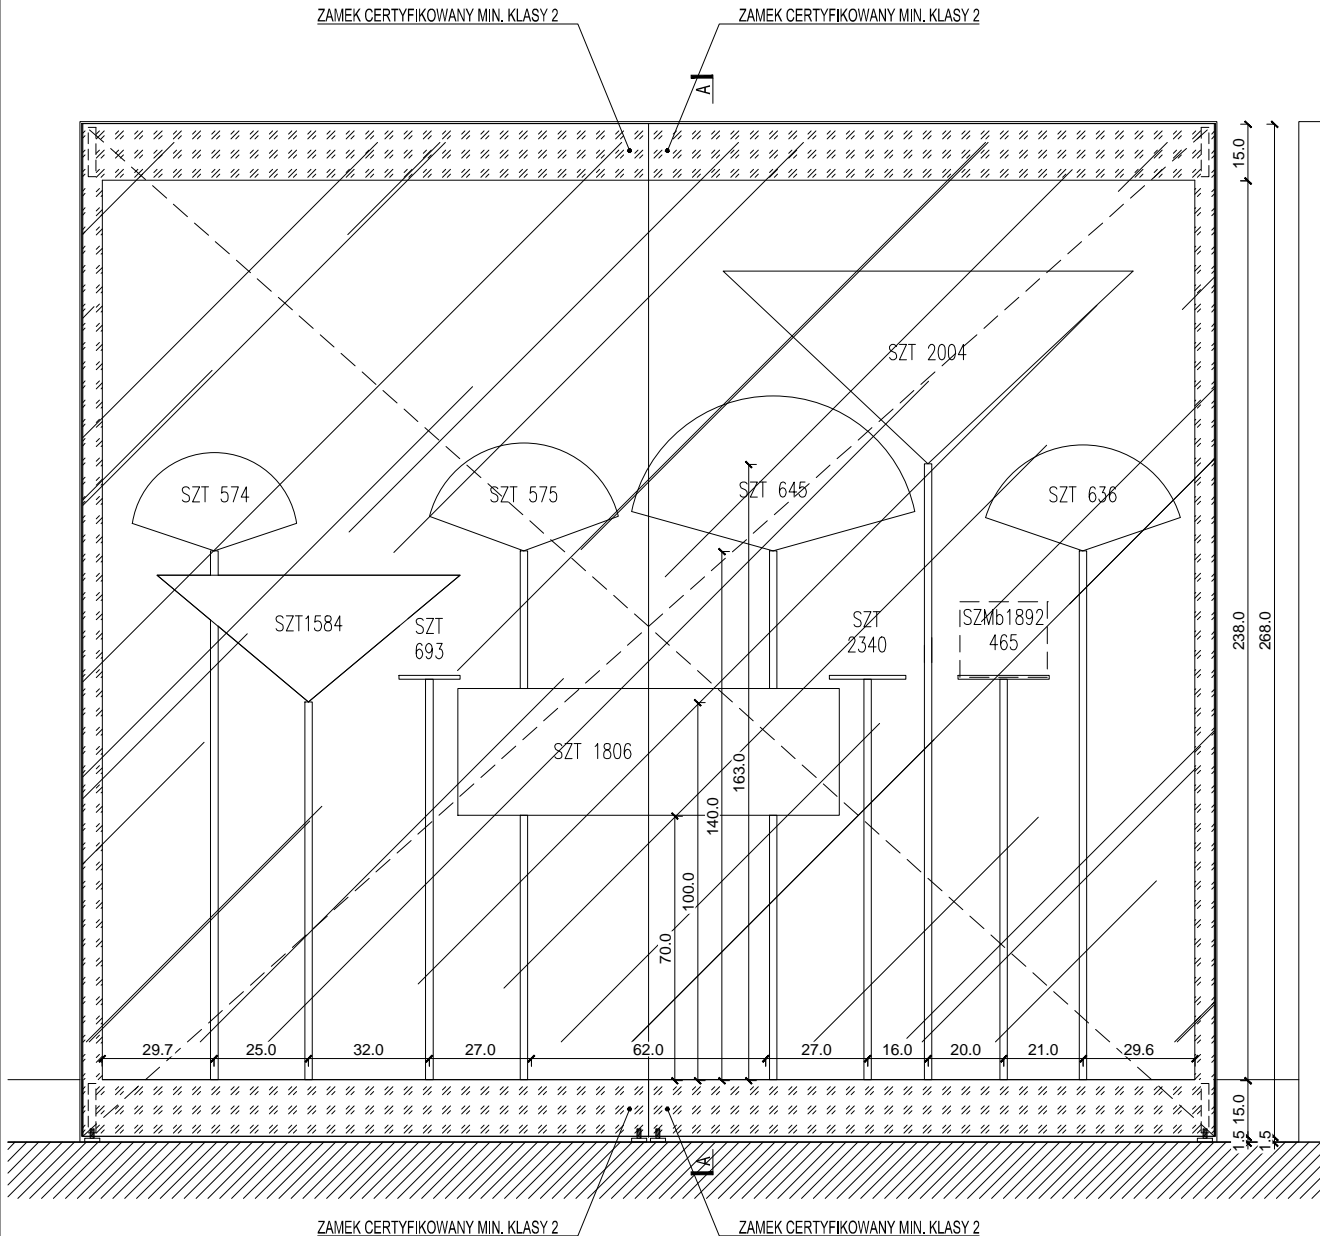 ZAMEK CERTYFIKOWANY MIN. KLASY 2
ZAMEK CERTYFIKOWANY MIN. KLASY 2
A
15.0
SZT 2004
SZT 574
SZT 575
SZT 645
SZT 636
SZT1584
SZT
693
SZT
2340
SZMb1892
465
238.0
268.0
SZT 1806
163.0
140.0
100.0
70.0
29.7
25.0
32.0
27.0
62.0
27.0
16.0
20.0
21.0
29.6
15.0
1.5
1.5
A
ZAMEK CERTYFIKOWANY MIN. KLASY 2
ZAMEK CERTYFIKOWANY MIN. KLASY 2